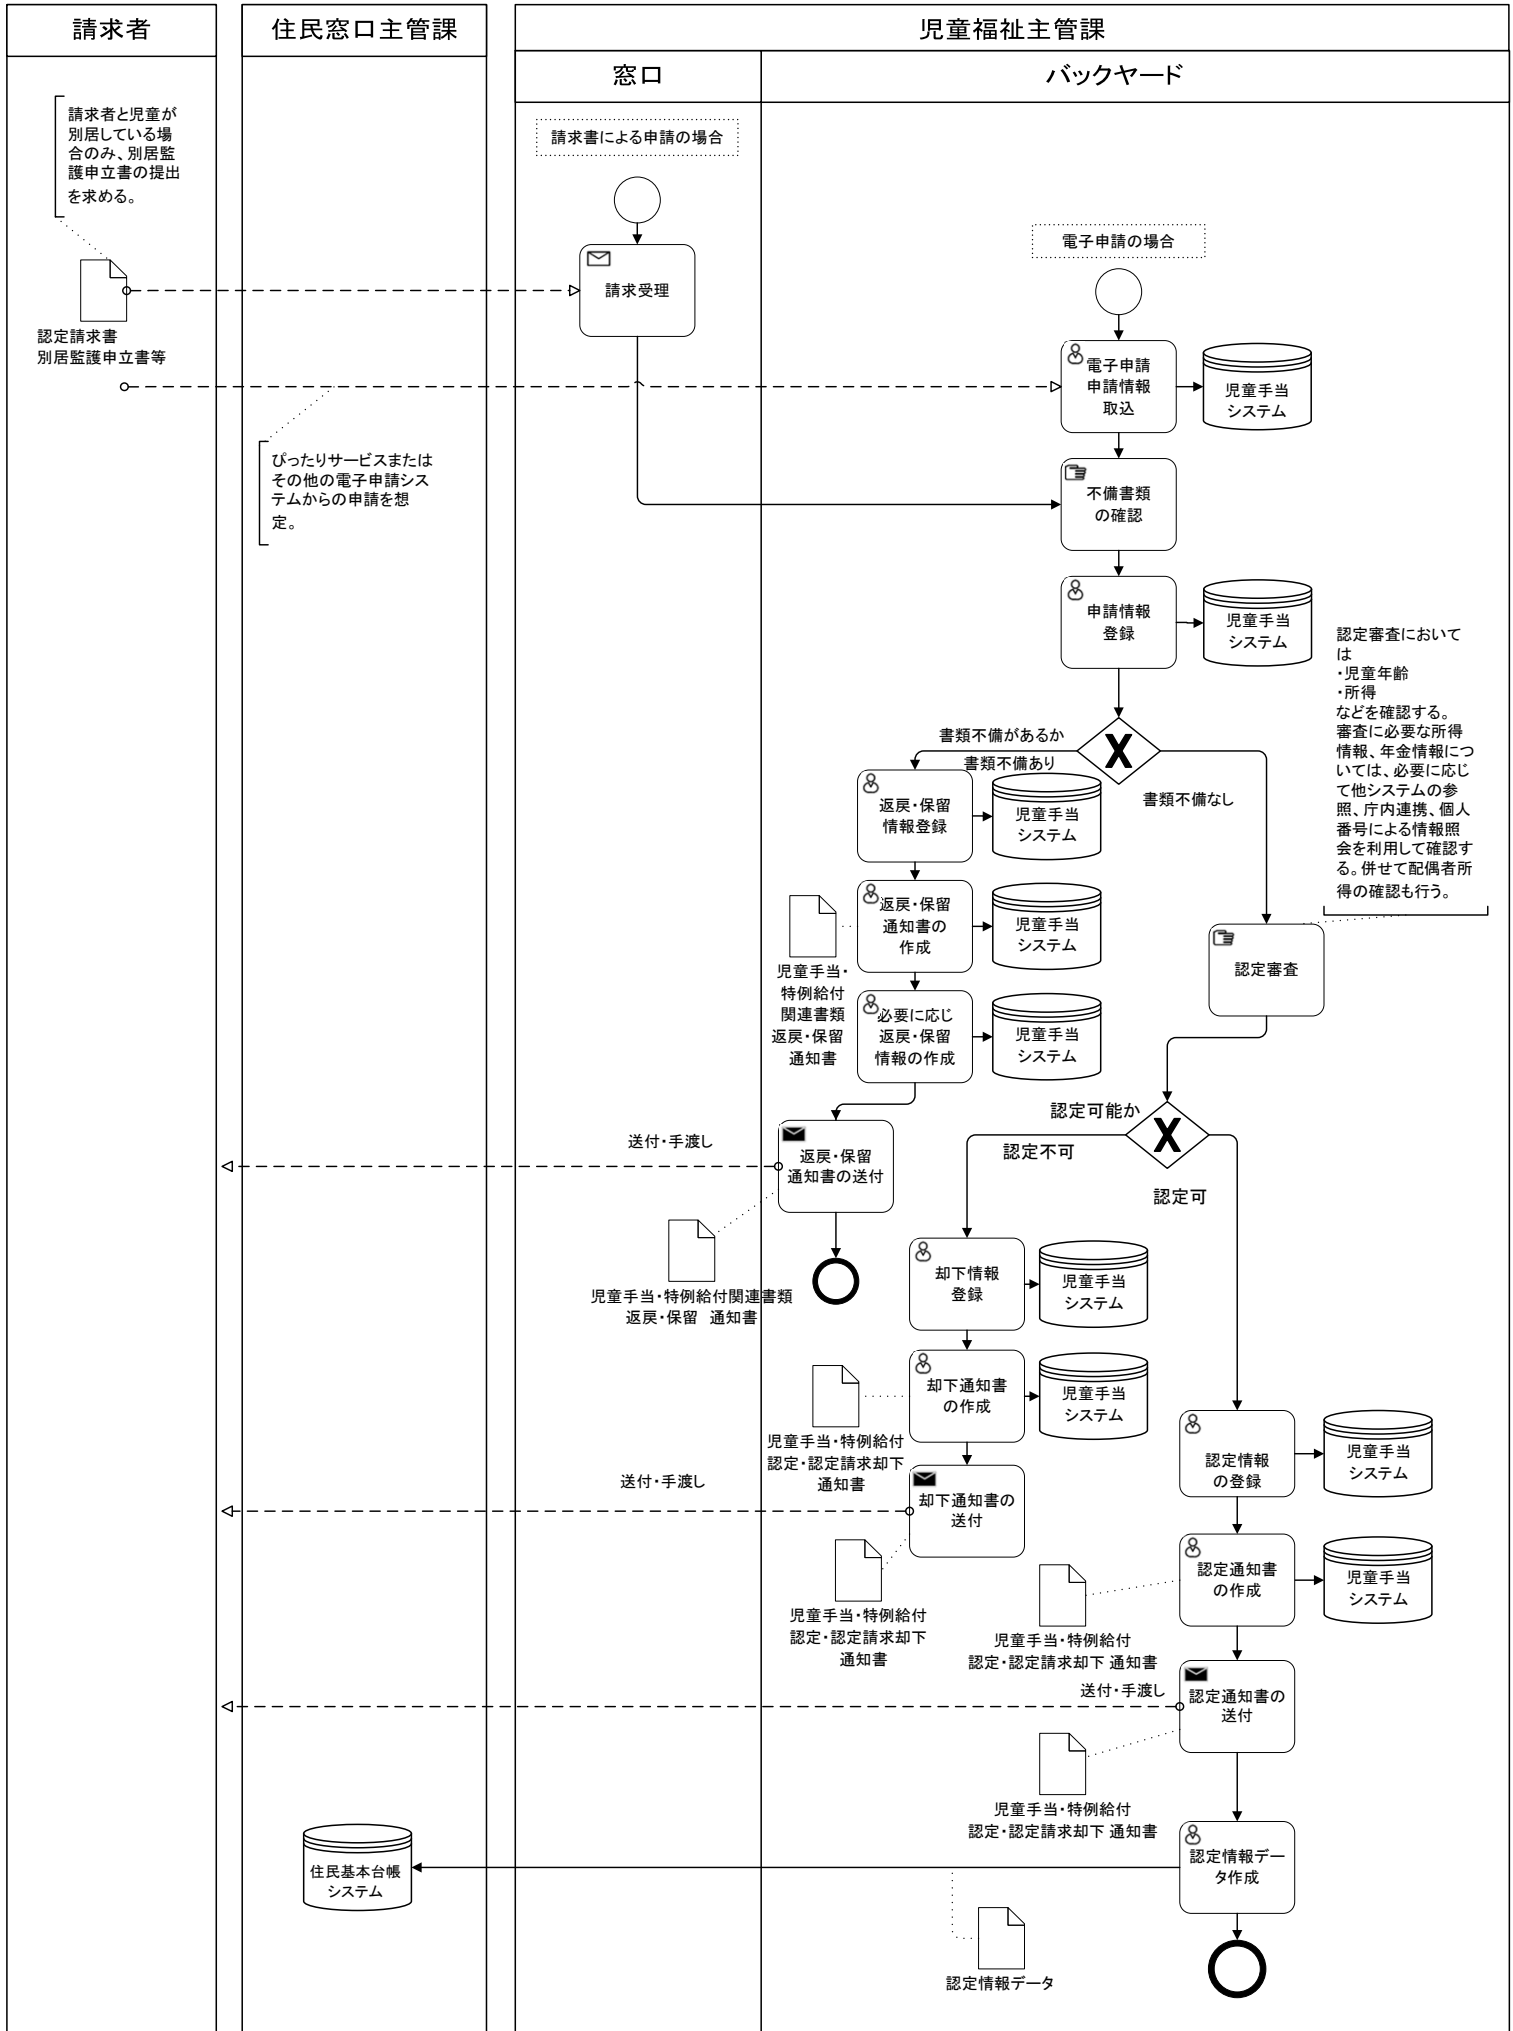 請求者
住民窓口主管課
児童福祉主管課
窓口
バックヤード
請求者と児童が
別居している場
合のみ、別居監
護申立書の提出
を求める。
請求書による申請の場合
電子申請の場合
請求受理
認定請求書
別居監護申立書等
電子申請
申請情報
取込
児童手当
システム
ぴったりサービスまたは
その他の電子申請シス
テムからの申請を想
定。
不備書類
の確認
申請情報
登録
児童手当
システム
認定審査において
は
・児童年齢
・所得
などを確認する。
審査に必要な所得
情報、年金情報につ
いては、必要に応じ
て他システムの参
照、庁内連携、個人
番号による情報照
会を利用して確認す
る。併せて配偶者所
得の確認も行う。
書類不備があるか
書類不備あり
X
書類不備なし
返戻・保留
情報登録
児童手当
システム
返戻・保留
通知書の
作成
児童手当
システム
児童手当・
特例給付
関連書類
返戻・保留
通知書
認定審査
必要に応じ
返戻・保留
情報の作成
児童手当
システム
認定可能か
X
認定不可
認定可
送付・手渡し
返戻・保留
通知書の送付
児童手当・特例給付関連書類
返戻・保留 通知書
却下情報
登録
児童手当
システム
却下通知書
の作成
児童手当
システム
児童手当・特例給付
認定・認定請求却下
通知書
認定情報
の登録
児童手当
システム
送付・手渡し
却下通知書の
送付
児童手当・特例給付
認定・認定請求却下
通知書
認定通知書
の作成
児童手当
システム
児童手当・特例給付
認定・認定請求却下 通知書
送付・手渡し
認定通知書の
送付
児童手当・特例給付
認定・認定請求却下 通知書
認定情報デー
タ作成
住民基本台帳
システム
認定情報データ